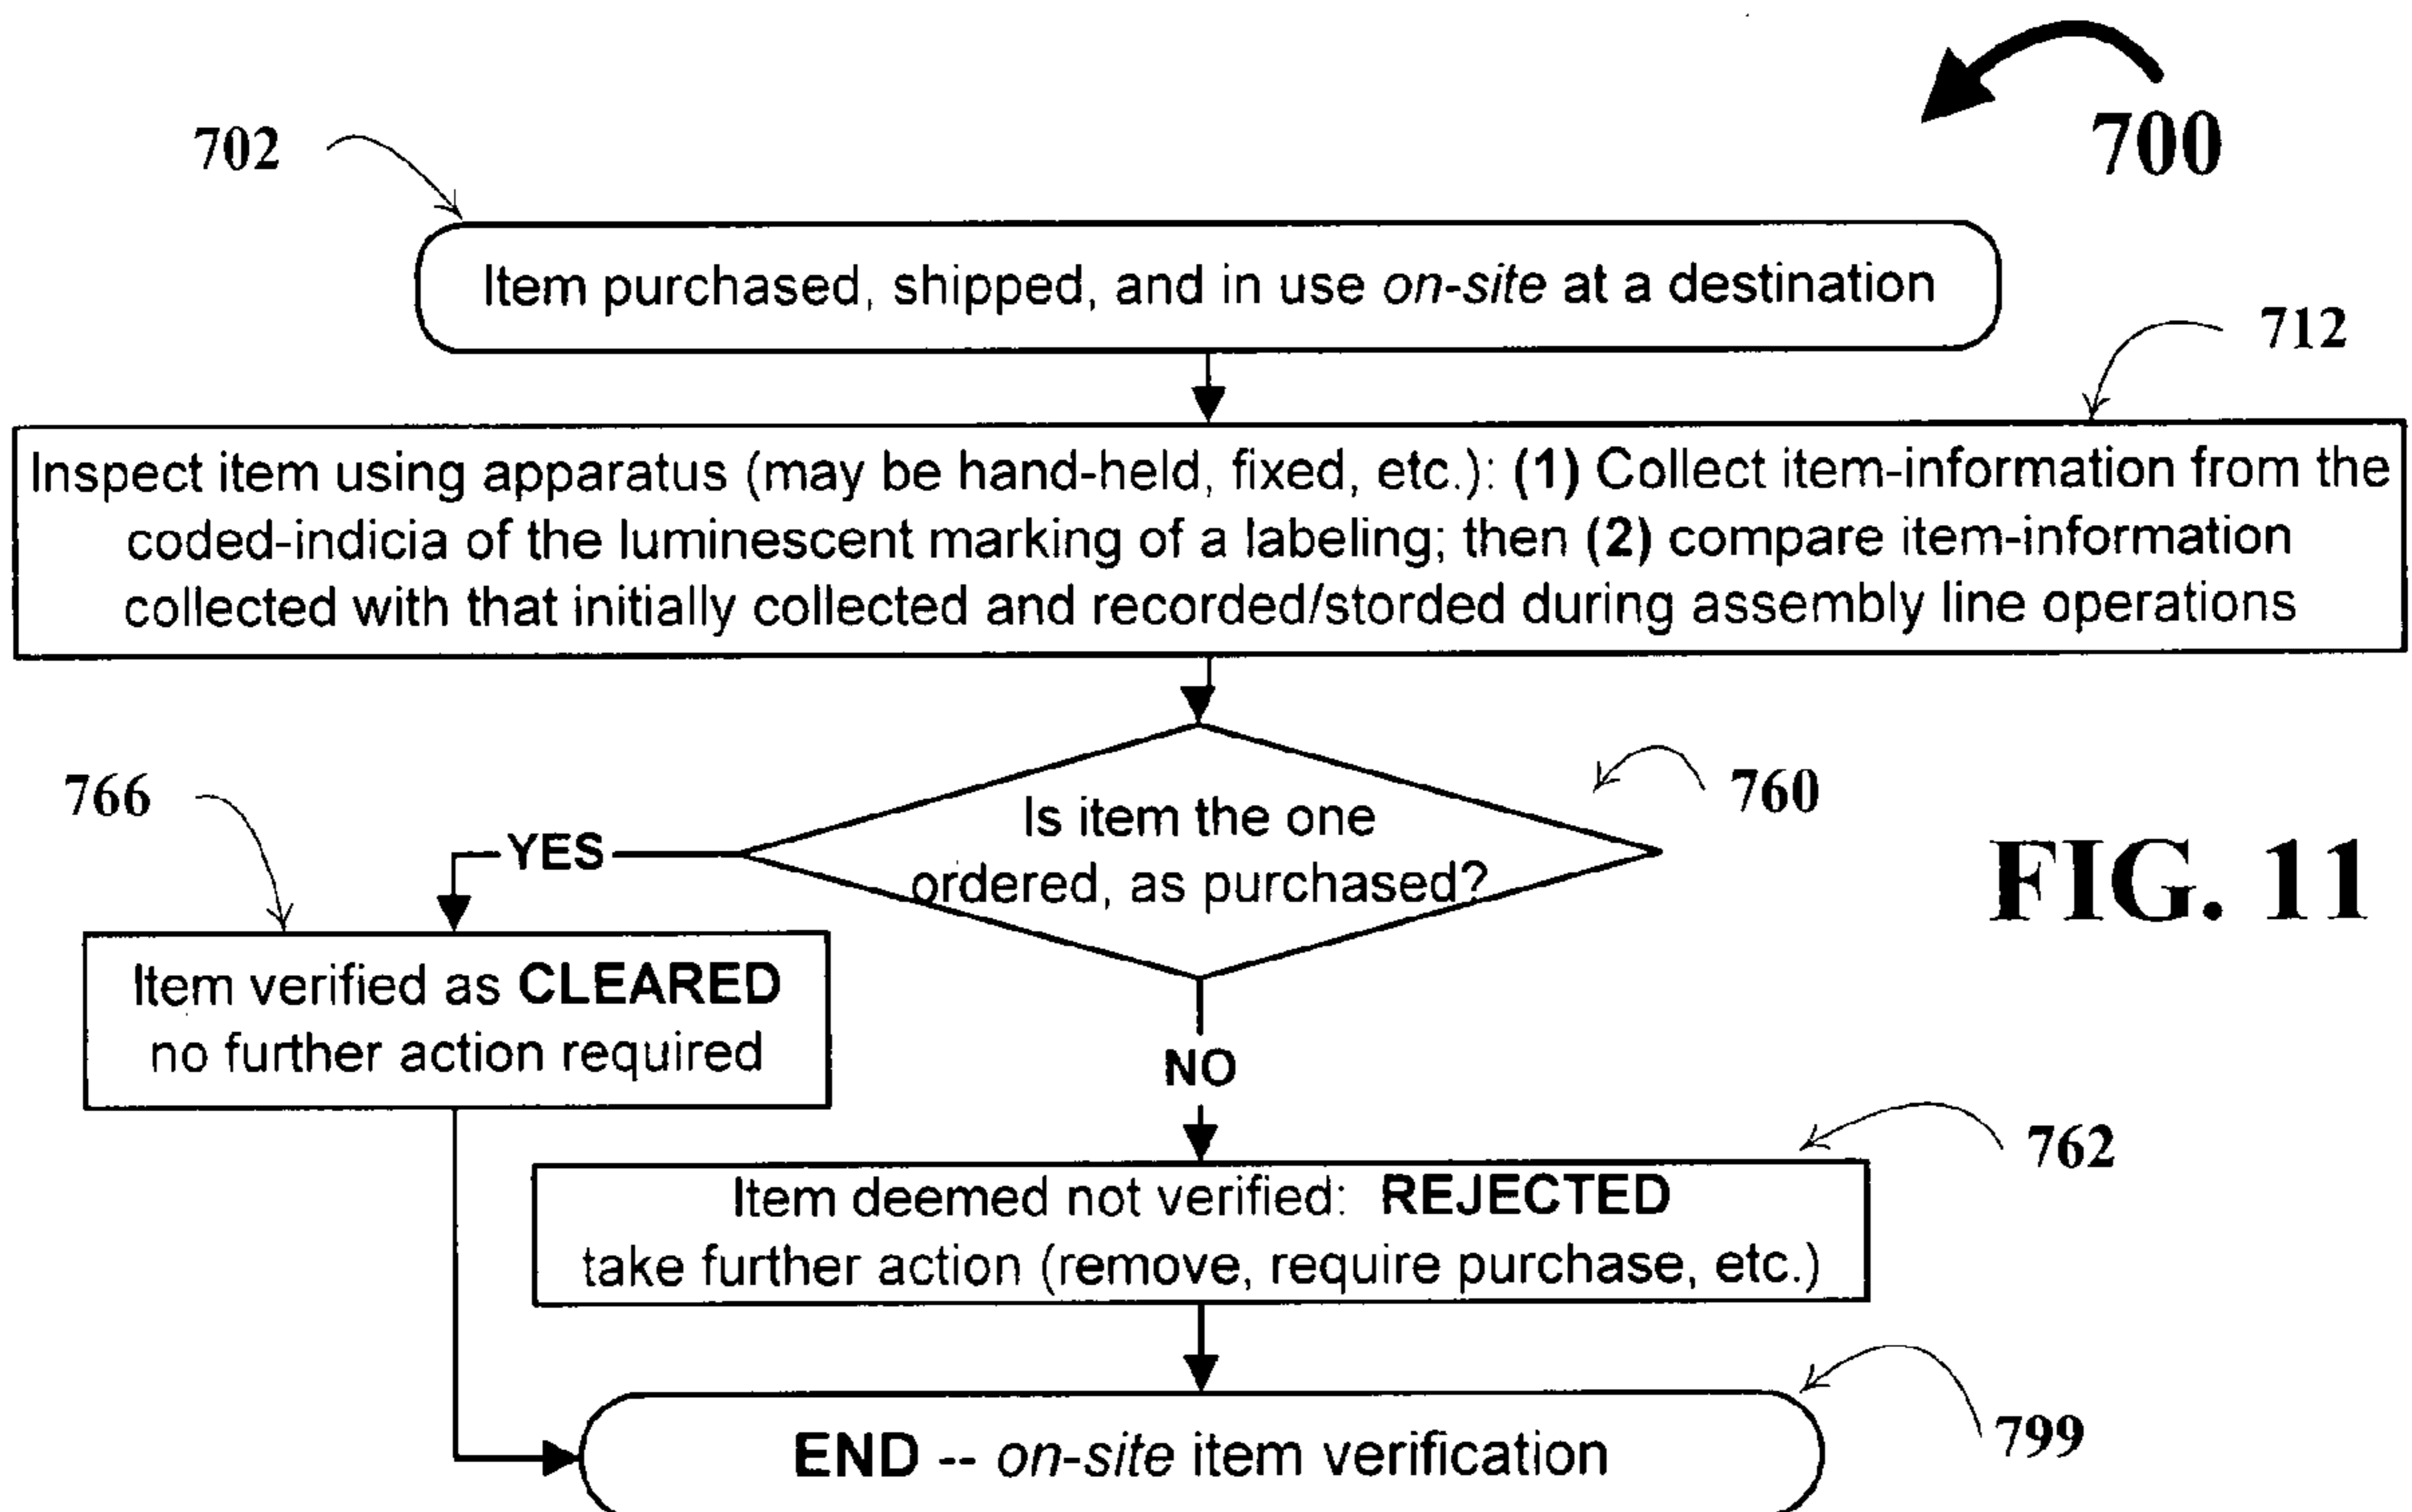 700
702
Item purchased, shipped, and in use on-site at a destination
712
Inspect item using apparatus (may be hand-held, fixed, etc.): (1) Collect item-information from the
coded-indicia of the luminescent marking of a labeling; then (2) compare item-information
collected with that initially collected and recorded/storded during assembly line operations
766
YES
Is item the one
ordered, as purchased?
760
FIG. 11
Item verified as CLEARED
no further action required
NO
762
Item deemed not verified: REJECTED
take further action (remove, require purchase, etc.)
799
END -- on-site item verification